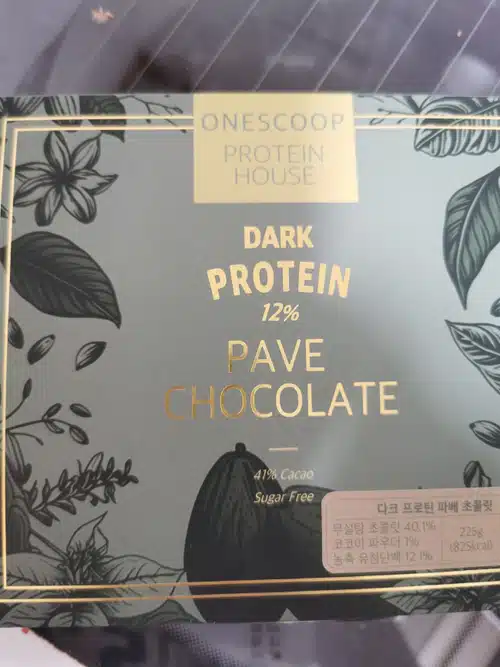 ONESCOOP
PROTEIN
HOUSE
DARK
PROTEIN
12%
PAVE
CHOCOLATE
41% Cacao
Sugar Free
다크 프로틴 파베 초콜릿
무설탕 초콜릿 40.1%
코코아 파우더 1%
농축 유청단백 12.1%
225g
(825kcal)